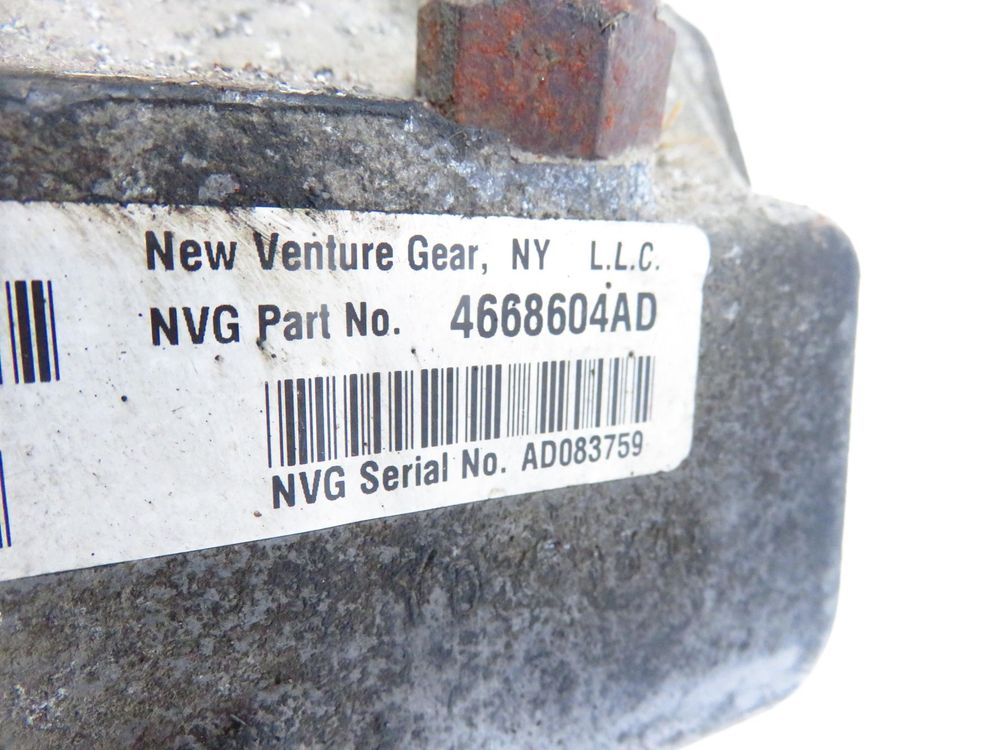 New Venture Gear, NY L.L.C.
NVG Part No. 4668604AD
NVG Serial No. AD083759